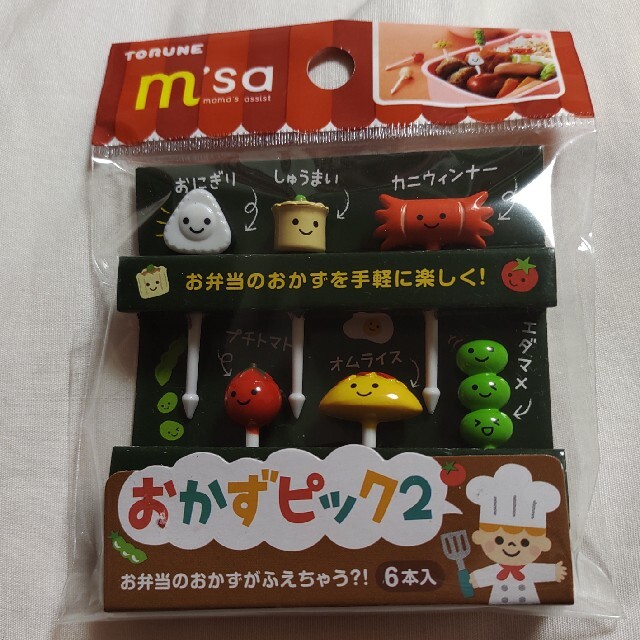 TORUNE
m'sa
mama's assist
おにぎり
しゅうまい
カニウィンナー
お弁当のおかずを手軽に楽しく!
プチトマト
オムライス
エダマメ
おかずピック2
お弁当のおかずがふえちゃう?! 6本入